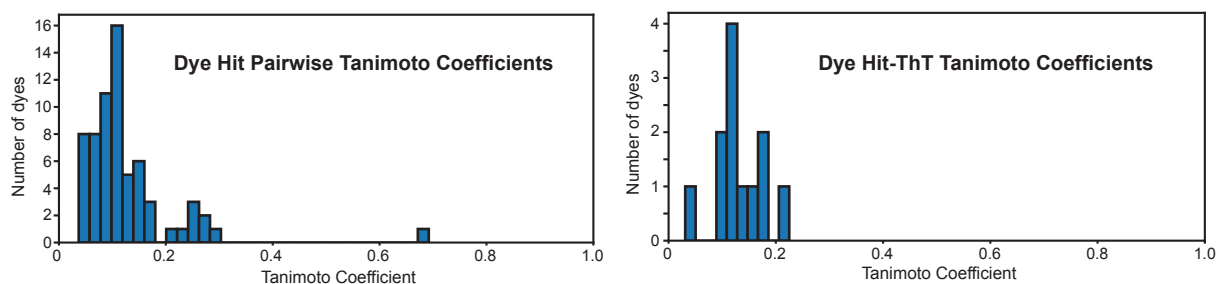 Dye Hit Pairwise Tanimoto Coefficients
Number of dyes
16
14
12
10
8
6
4
2
0
0 0.2 0.4 0.6 0.8 1.0
Tanimoto Coefficient
Dye Hit-ThT Tanimoto Coefficients
Number of dyes
4
3
2
1
0
0 0.2 0.4 0.6 0.8 1.0
Tanimoto Coefficient